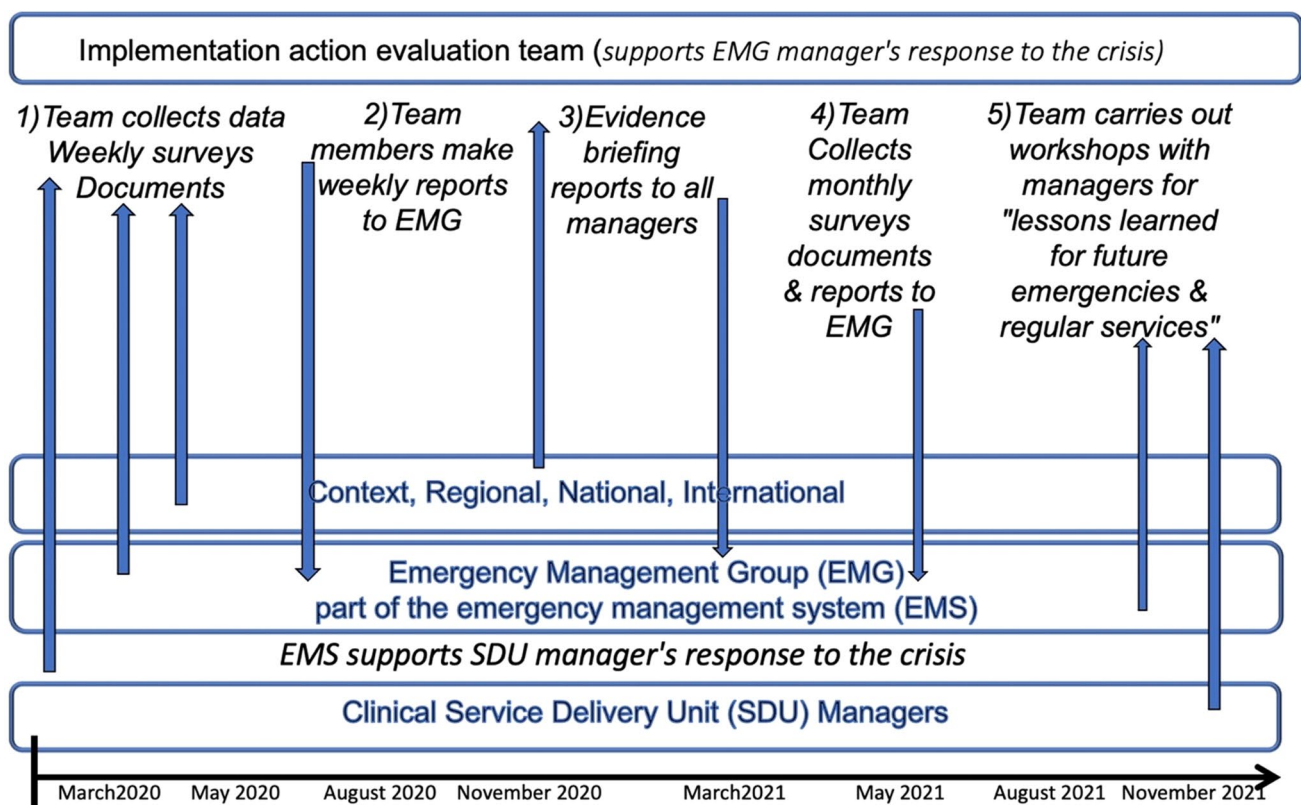 Implementation action evaluation team (supports EMG manager's response to the crisis)
1)Team collects data
Weekly surveys
Documents
2)Team
members make
weekly reports
to EMG
3)Evidence
briefing
reports to all
managers
4)Team
Collects
monthly
surveys
documents
& reports to
EMG
5)Team carries out
workshops with
managers for
"lessons learned
for future
emergencies &
regular services"
Context, Regional, National, International
Emergency Management Group (EMG)
part of the emergency management system (EMS)
EMS supports SDU manager's response to the crisis
Clinical Service Delivery Unit (SDU) Managers
March2020 May 2020 August 2020 November 2020 March2021 May 2021 August 2021 November 2021